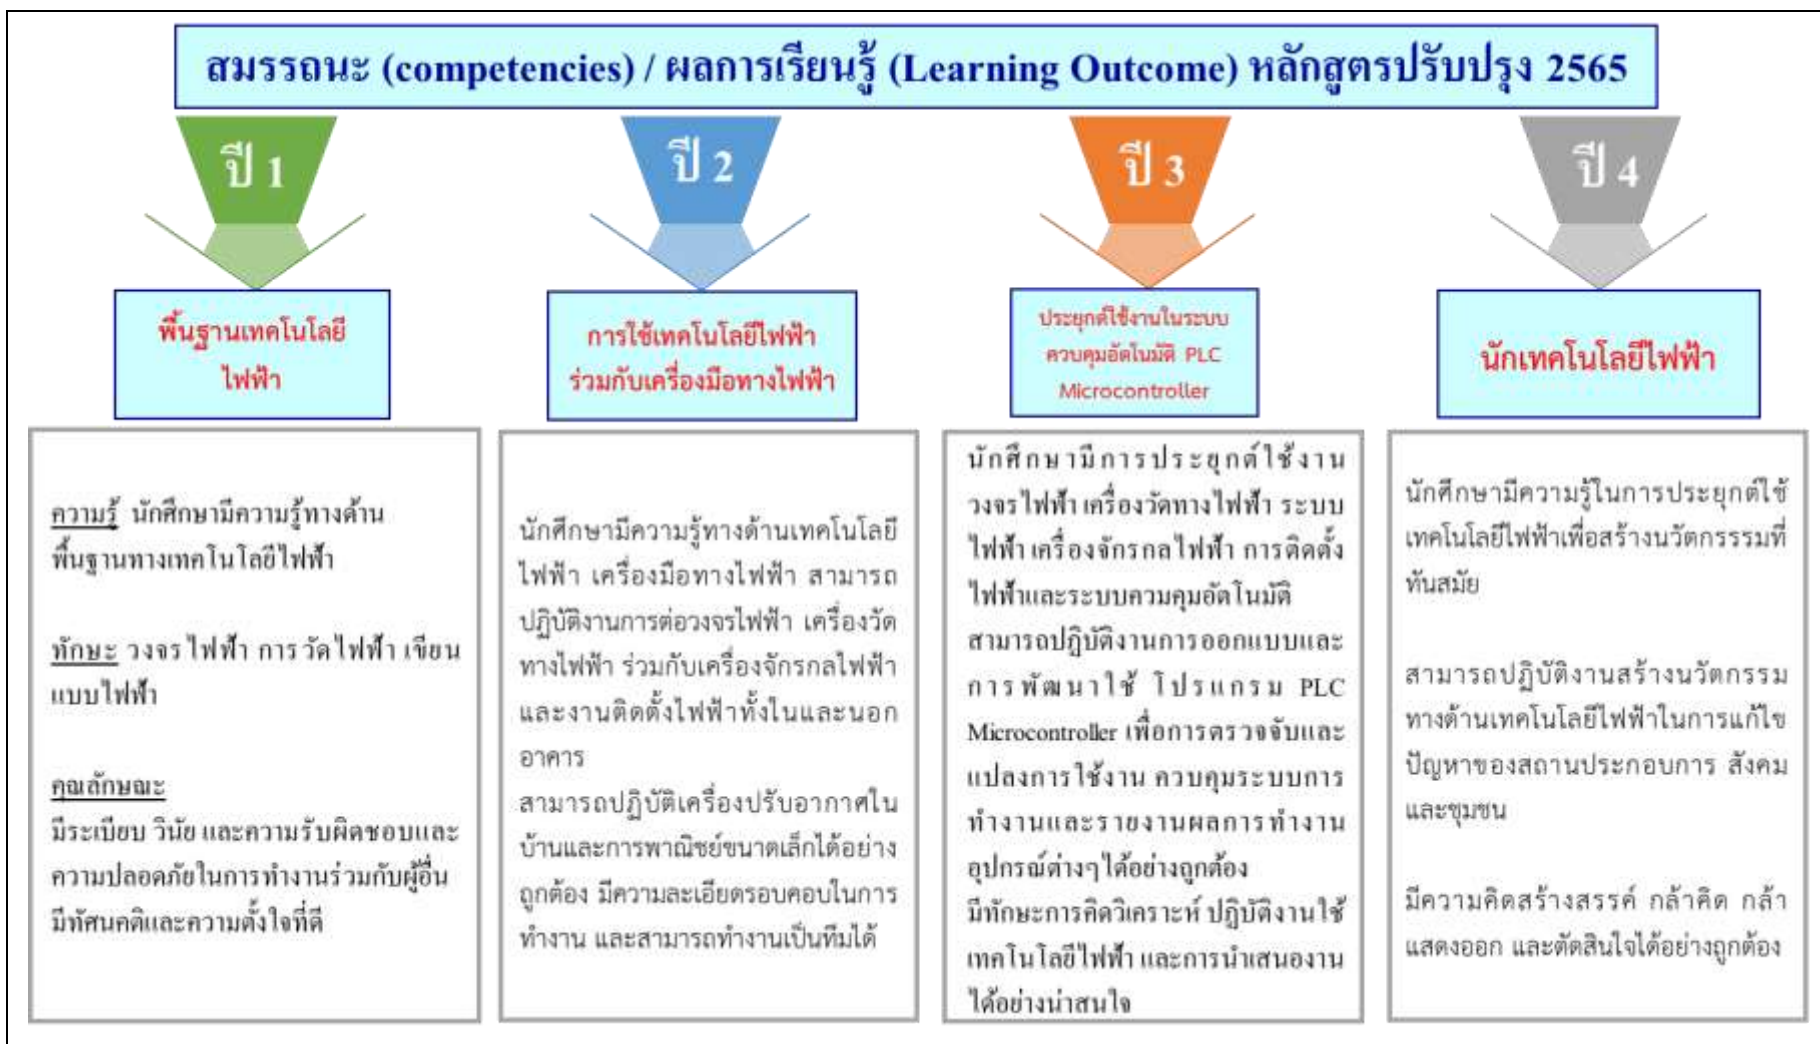 สมรรถนะ (competencies) / ผลการเรียนรู้ (Learning Outcome) หลักสูตรปรับปรุง 2565
ปี 1
พื้นฐานเทคโนโลยี
ไฟฟ้า
ความรู้ นักศึกษามีความรู้ทางด้าน
พื้นฐานทางเทคโนโลยีไฟฟ้า
ทักษะ วงจรไฟฟ้า การวัดไฟฟ้า เขียน
แบบไฟฟ้า
คุณลักษณะ
มีระเบียบ วินัย และความรับผิดชอบและ
ความปลอดภัยในการทำงานร่วมกับผู้อื่น
มีทัศนคติและความตั้งใจที่ดี
ปี 2
การใช้เทคโนโลยีไฟฟ้า
ร่วมกับเครื่องมือทางไฟฟ้า
นักศึกษามีความรู้ทางด้านเทคโนโลยี
ไฟฟ้า เครื่องมือทางไฟฟ้า สามารถ
ปฏิบัติงานการต่อวงจรไฟฟ้า เครื่องวัด
ทางไฟฟ้า ร่วมกับเครื่องจักรกลไฟฟ้า
และงานติดตั้งไฟฟ้าทั้งในและนอก
อาคาร
สามารถปฏิบัติเครื่องปรับอากาศใน
บ้านและการพาณิชย์ขนาดเล็กได้อย่าง
ถูกต้อง มีความละเอียดรอบคอบในการ
ทำงาน และสามารถทำงานเป็นทีมได้
ปี 3
ประยุกต์ใช้งานในระบบ
ควบคุมอัตโนมัติ PLC
Microcontroller
นักศึกษามีการประยุกต์ใช้งาน
วงจรไฟฟ้า เครื่องวัดทางไฟฟ้า ระบบ
ไฟฟ้า เครื่องจักรกลไฟฟ้า การติดตั้ง
ไฟฟ้าและระบบควมคุมอัตโนมัติ
สามารถปฏิบัติงานการออกแบบและ
การพัฒนาใช้ โปรแกรม PLC
Microcontroller เพื่อการตรวจจับและ
แปลงการใช้งาน ควบคุมระบบการ
ทำงานและรายงานผลการทำงาน
อุปกรณ์ต่างๆได้อย่างถูกต้อง
มีทักษะการคิดวิเคราะห์ ปฏิบัติงานใช้
เทคโนโลยีไฟฟ้า และการนำเสนองาน
ได้อย่างน่าสนใจ
ปี 4
นักเทคโนโลยีไฟฟ้า
นักศึกษามีความรู้ในการประยุกต์ใช้
เทคโนโลยีไฟฟ้าเพื่อสร้างนวัตกรรรมที่
ทันสมัย
สามารถปฏิบัติงานสร้างนวัตกรรม
ทางด้านเทคโนโลยีไฟฟ้าในการแก้ไข
ปัญหาของสถานประกอบการ สังคม
และชุมชน
มีความคิดสร้างสรรค์ กล้าคิด กล้า
แสดงออก และตัดสินใจได้อย่างถูกต้อง